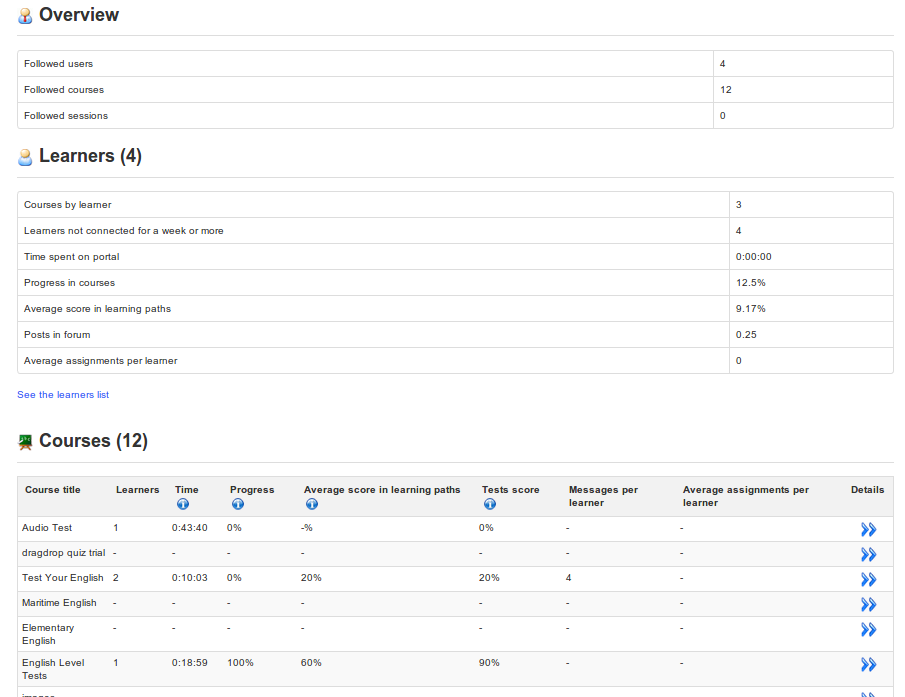 Overview
Followed users 4
Followed courses 12
Followed sessions 0
Learners (4)
Courses by learner 3
Learners not connected for a week or more 4
Time spent on portal 0:00:00
Progress in courses 12.5%
Average score in learning paths 9.17%
Posts in forum 0.25
Average assignments per learner 0
See the learners list
Courses (12)
Course title Learners Time Progress Average score in learning paths Tests score Messages per Average assignments per Details
learner learner
Audio Test 1 0:43:40 0% -% 0% - -
dragdrop quiz trial - - - - - - -
Test Your English 2 0:10:03 0% 20% 20% 4 -
Maritime English - - - - - - -
Elementary - - - - - - -
English
English Level 1 0:18:59 100% 60% 90% - -
Tests